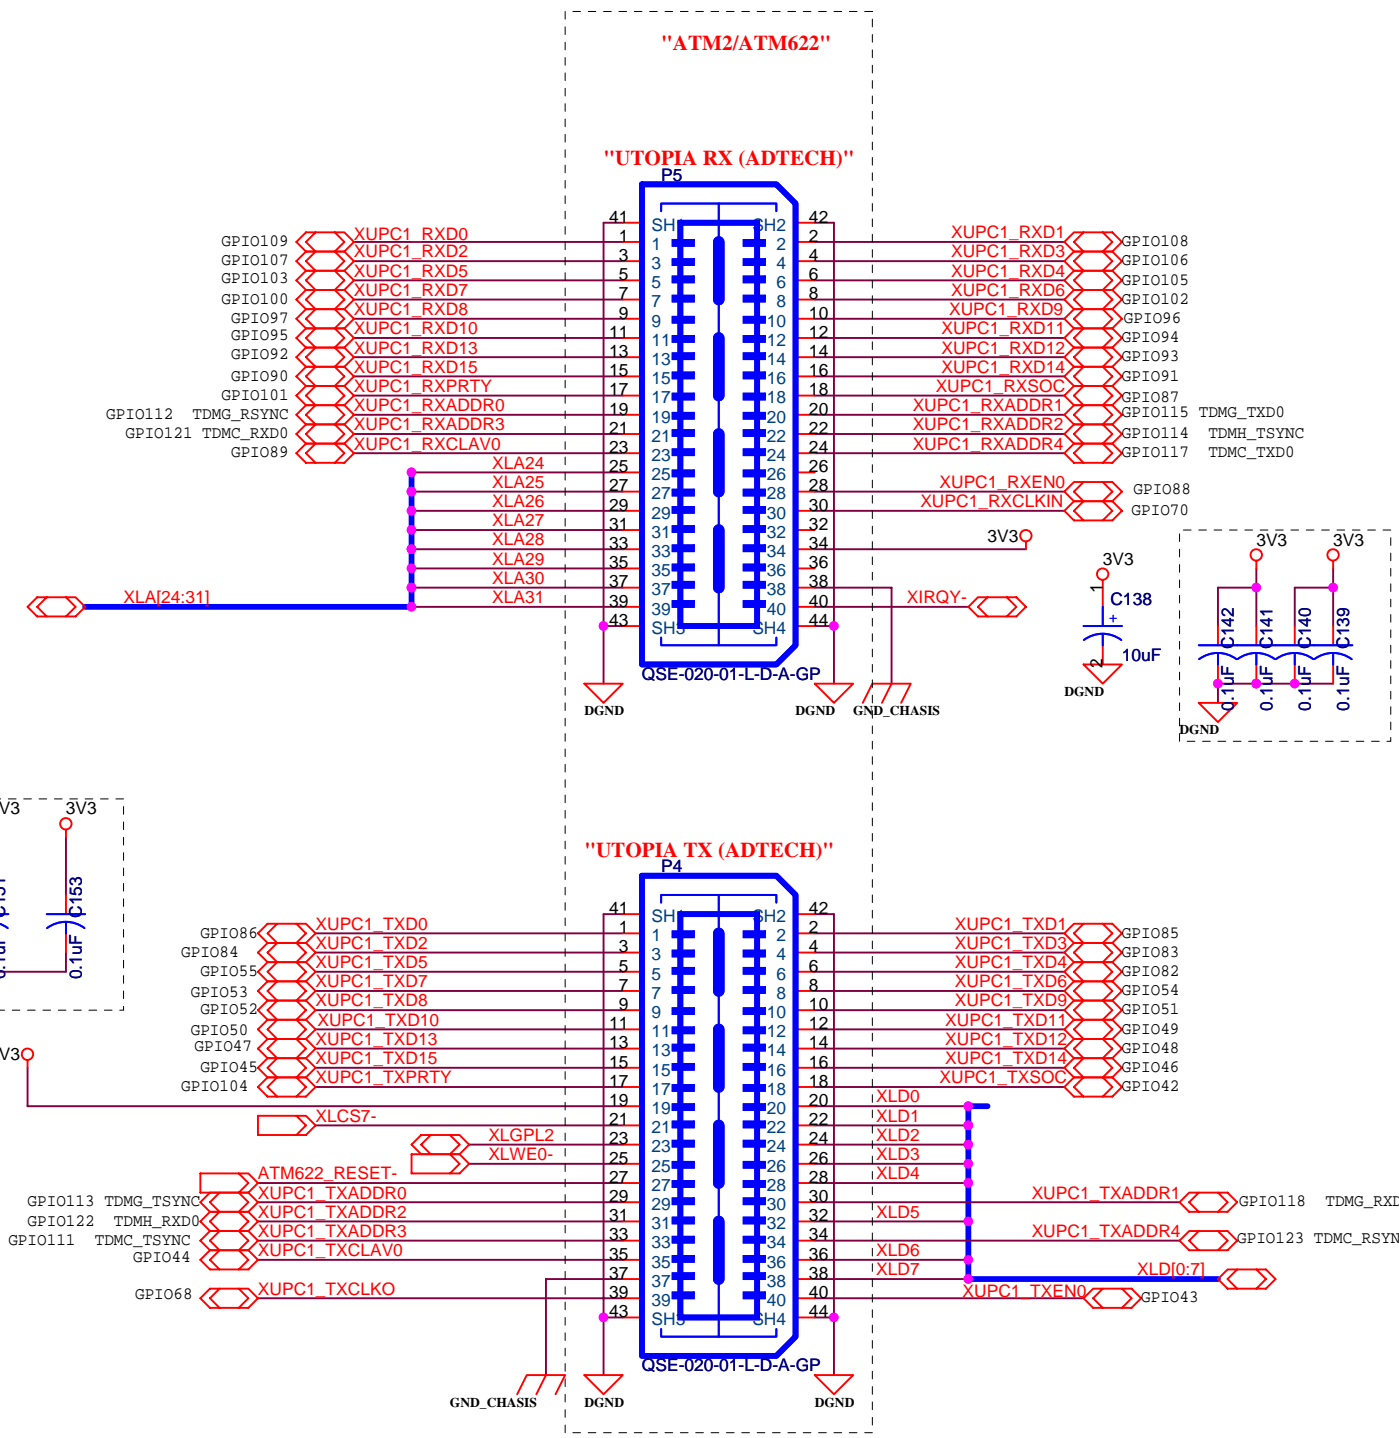 "ATM2/ATM622"
"UTOPIA RX (ADTECH)"
P5
41 SH1 SH2 42
GPIO109 XUPC1_RXD0 1 1 2 2 XUPC1_RXD1 GPIO108
GPIO107 XUPC1_RXD2 3 3 4 4 XUPC1_RXD3 GPIO106
GPIO103 XUPC1_RXD5 5 5 6 6 XUPC1_RXD4 GPIO105
GPIO100 XUPC1_RXD7 7 7 8 8 XUPC1_RXD6 GPIO102
GPIO97 XUPC1_RXD8 9 9 10 10 XUPC1_RXD9 GPIO96
GPIO95 XUPC1_RXD10 11 11 12 12 XUPC1_RXD11 GPIO94
GPIO92 XUPC1_RXD13 13 13 14 14 XUPC1_RXD12 GPIO93
GPIO90 XUPC1_RXD15 15 15 16 16 XUPC1_RXD14 GPIO91
GPIO101 XUPC1_RXPRTY 17 17 18 18 XUPC1_RXSOC GPIO87
GPIO112 TDMG_RSYNC XUPC1_RXADDR0 19 19 20 20 XUPC1_RXADDR1 GPIO115 TDMG_TXD0
GPIO121 TDMC_RXD0 XUPC1_RXADDR3 21 21 22 22 XUPC1_RXADDR2 GPIO114 TDMH_TSYNC
GPIO89 XUPC1_RXCLAV0 23 23 24 24 XUPC1_RXADDR4 GPIO117 TDMC_TXD0
XLA24 25 25 26 26
XLA25 27 27 28 28 XUPC1_RXEN0 GPIO88
XLA26 29 29 30 30 XUPC1_RXCLKIN GPIO70
XLA27 31 31 32 32
XLA28 33 33 34 34 3V3
XLA29 35 35 36 36
XLA30 37 37 38 38
XLA[24:31] XLA31 39 39 40 40 XIRQY-
43 SH3 SH4 44
QSE-020-01-L-D-A-GP
DGND DGND GND_CHASIS
3V3
1 C138
+
2 10uF
DGND
3V3 3V3
C142 C141 C140 C139
0.1uF 0.1uF 0.1uF 0.1uF
DGND
3V3
C153
0.1uF
0.1uF
"UTOPIA TX (ADTECH)"
P4
41 SH1 SH2 42
GPIO86 XUPC1_TXD0 1 1 2 2 XUPC1_TXD1 GPIO85
GPIO84 XUPC1_TXD2 3 3 4 4 XUPC1_TXD3 GPIO83
GPIO55 XUPC1_TXD5 5 5 6 6 XUPC1_TXD4 GPIO82
GPIO53 XUPC1_TXD7 7 7 8 8 XUPC1_TXD6 GPIO54
GPIO52 XUPC1_TXD8 9 9 10 10 XUPC1_TXD9 GPIO51
GPIO50 XUPC1_TXD10 11 11 12 12 XUPC1_TXD11 GPIO49
GPIO47 XUPC1_TXD13 13 13 14 14 XUPC1_TXD12 GPIO48
GPIO45 XUPC1_TXD15 15 15 16 16 XUPC1_TXD14 GPIO46
GPIO104 XUPC1_TXPRTY 17 17 18 18 XUPC1_TXSOC GPIO42
19 19 20 20 XLD0
XLCS7- 21 21 22 22 XLD1
XLGPL2 23 23 24 24 XLD2
XLWE0- 25 25 26 26 XLD3
ATM622_RESET- 27 27 28 28 XLD4
GPIO113 TDMG_TSYNC XUPC1_TXADDR0 29 29 30 30 XUPC1_TXADDR1 GPIO118 TDMG_RXD
GPIO122 TDMH_RXD0 XUPC1_TXADDR2 31 31 32 32 XLD5
GPIO111 TDMC_TSYNC XUPC1_TXADDR3 33 33 34 34 XUPC1_TXADDR4 GPIO123 TDMC_RSYN
GPIO44 XUPC1_TXCLAV0 35 35 36 36 XLD6
37 37 38 38 XLD7 XLD[0:7]
GPIO68 XUPC1_TXCLKO 39 39 40 40 XUPC1_TXEN0 GPIO43
43 SH3 SH4 44
QSE-020-01-L-D-A-GP
GND_CHASIS DGND DGND